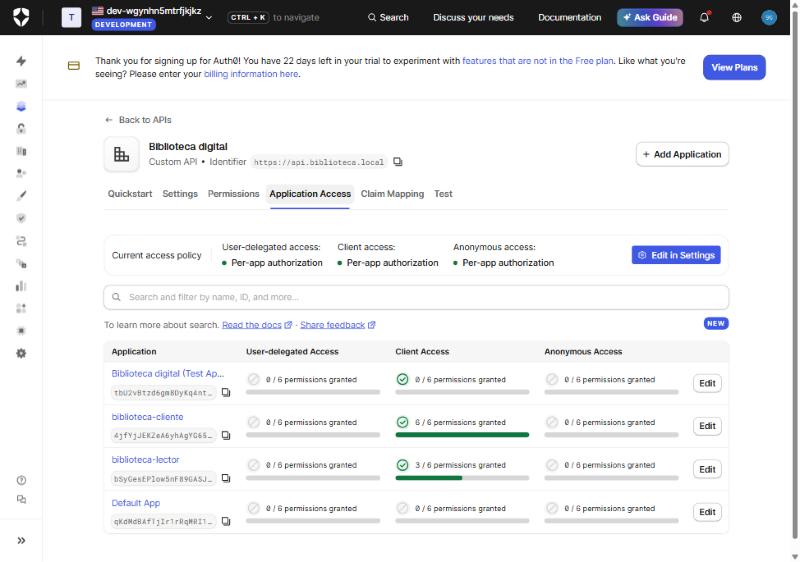 T
dev-wgynhn5mtrfjkjkz
DEVELOPMENT
CTRL + K to navigate
Search
Discuss your needs
Documentation
Ask Guide
Thank you for signing up for Auth0! You have 22 days left in your trial to experiment with features that are not in the Free plan. Like what you're
seeing? Please enter your billing information here.
View Plans
Back to APIs
Biblioteca digital
Custom API • Identifier https://api.biblioteca.local
+ Add Application
Quickstart Settings Permissions Application Access Claim Mapping Test
Current access policy
User-delegated access: Client access: Anonymous access:
Per-app authorization Per-app authorization Per-app authorization
Edit in Settings
Search and filter by name, ID, and more...
To learn more about search. Read the docs · Share feedback
NEW
Application User-delegated Access Client Access Anonymous Access
Biblioteca digital (Test Ap...
0 / 6 permissions granted 0 / 6 permissions granted 0 / 6 permissions granted Edit
biblioteca-cliente
0 / 6 permissions granted 6 / 6 permissions granted 0 / 6 permissions granted Edit
biblioteca-lector
0 / 6 permissions granted 3 / 6 permissions granted 0 / 6 permissions granted Edit
Default App
0 / 6 permissions granted 0 / 6 permissions granted 0 / 6 permissions granted Edit